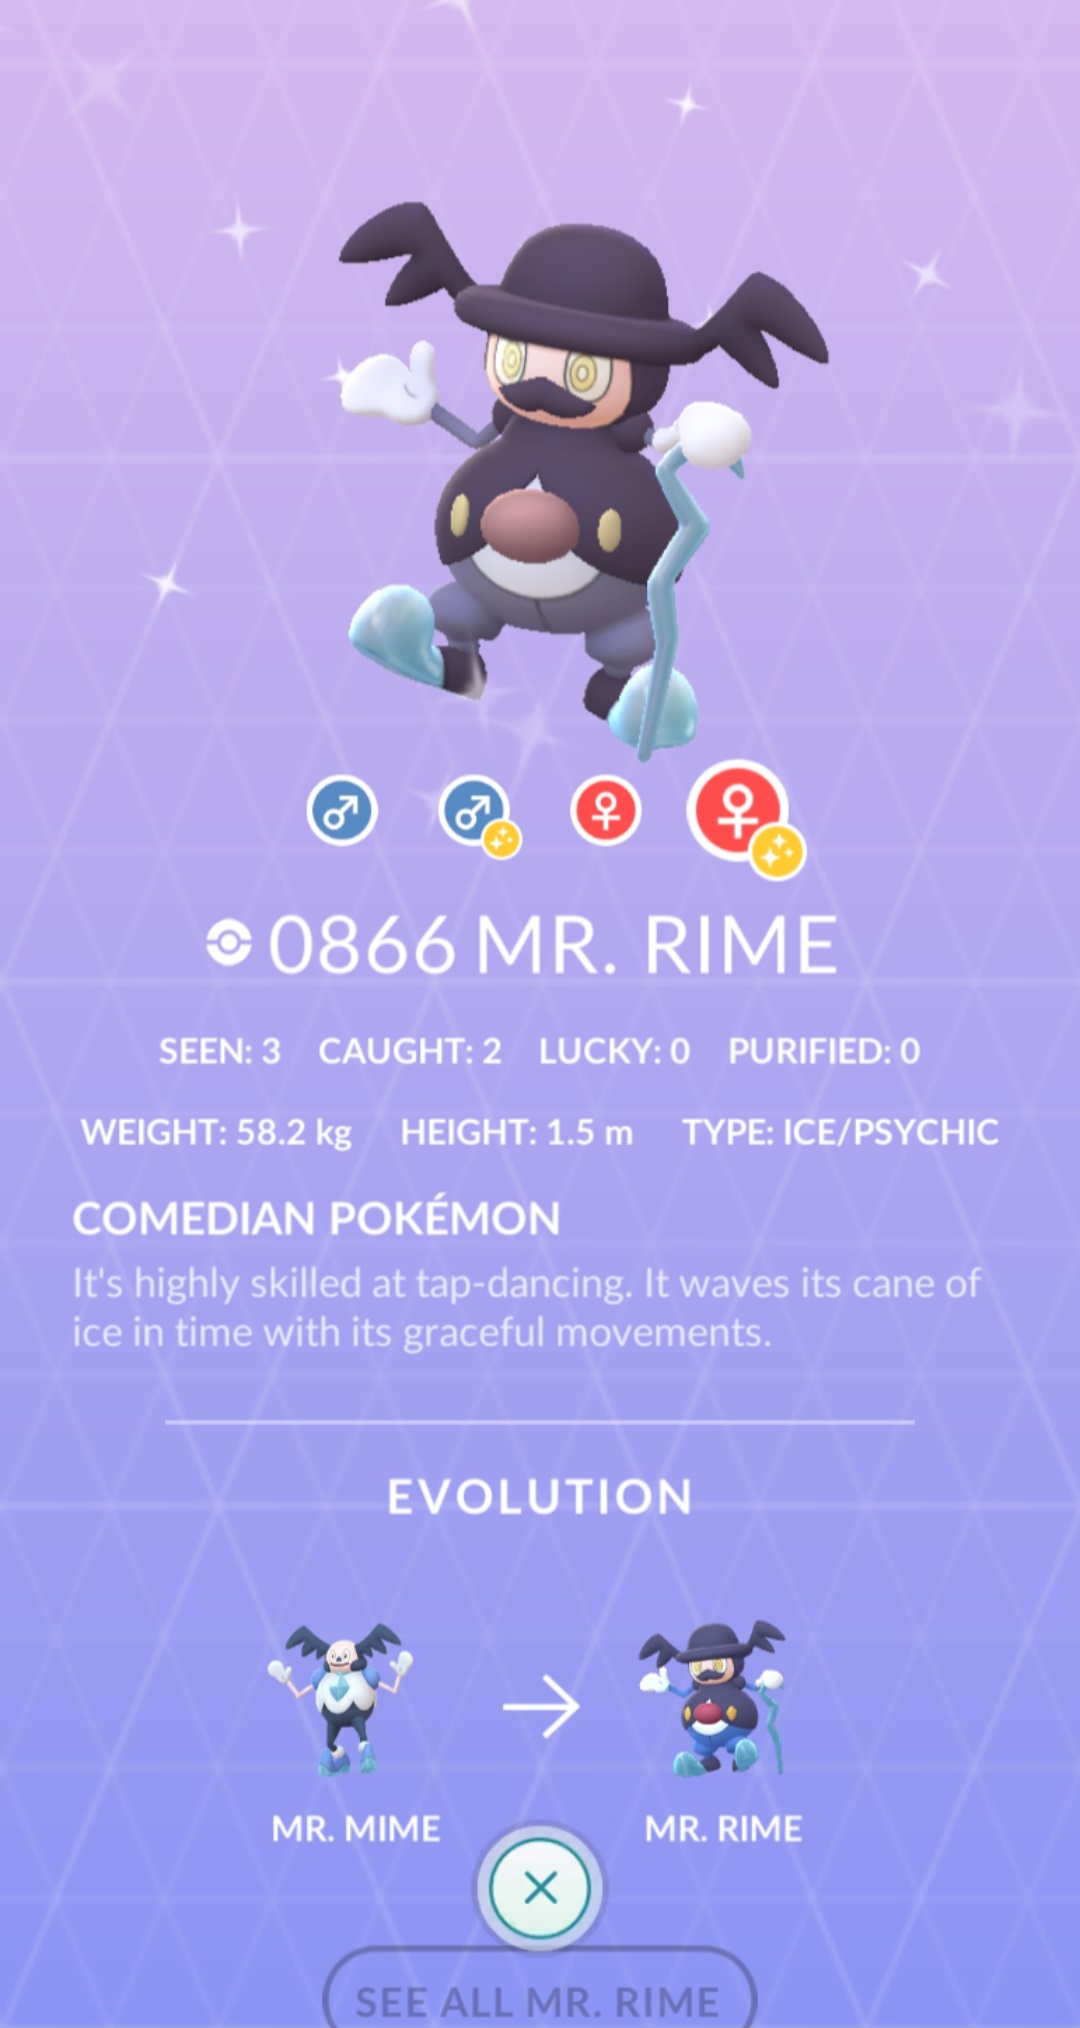 0866 MR. RIME
SEEN: 3 CAUGHT: 2 LUCKY: 0 PURIFIED: 0
WEIGHT: 58.2 kg HEIGHT: 1.5 m TYPE: ICE/PSYCHIC
COMEDIAN POKÉMON
It's highly skilled at tap-dancing. It waves its cane of
ice in time with its graceful movements.
EVOLUTION
MR. MIME MR. RIME
SEE ALL MR. RIME